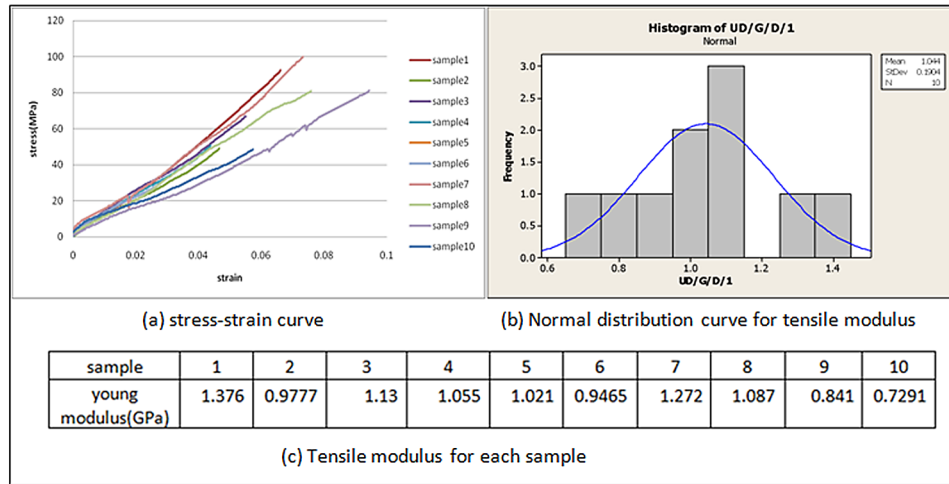 120
100
80
60
40
20
0
stress(MPa)
0 0.02 0.04 0.06 0.08 0.1
strain
sample1
sample2
sample3
sample4
sample5
sample6
sample7
sample8
sample9
sample10
Histogram of UD/G/D/1
Normal
Mean 1.044
StDev 0.1904
N 10
3.0
2.5
2.0
1.5
1.0
0.5
0.0
Frequency
0.6 0.8 1.0 1.2 1.4
UD/G/D/1
(a) stress-strain curve
(b) Normal distribution curve for tensile modulus
sample 1 2 3 4 5 6 7 8 9 10
young 1.376 0.9777 1.13 1.055 1.021 0.9465 1.272 1.087 0.841 0.7291
modulus(GPa)
(c) Tensile modulus for each sample